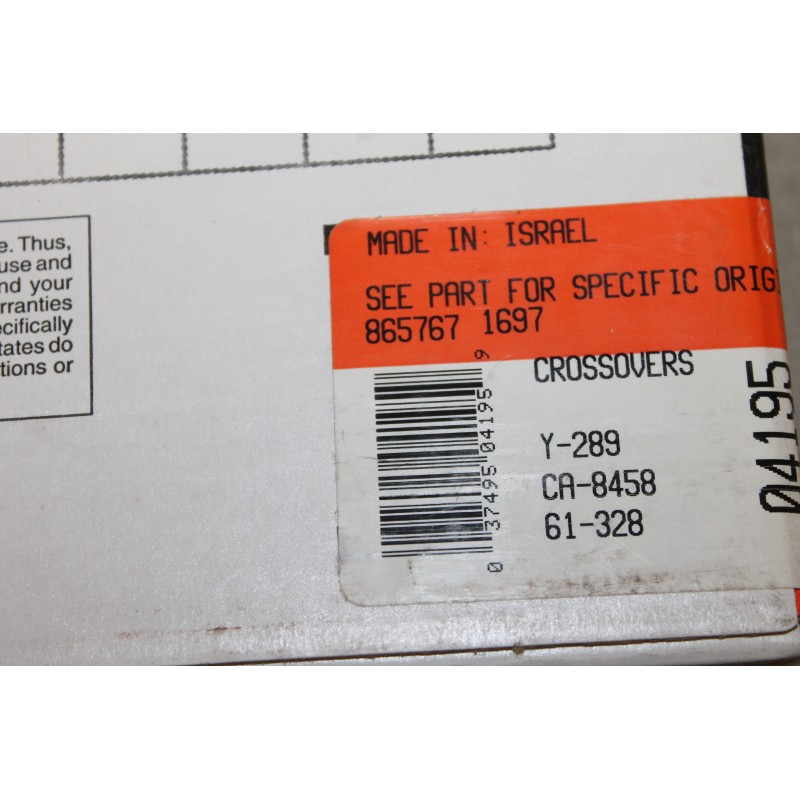 e. Thus,
use and
nd your
rranties
ecifically
tates do
tions or
MADE IN: ISRAEL
SEE PART FOR SPECIFIC ORIGI
865767 1697
CROSSOVERS
Y-289
CA-8458
61-328
0 37495 04195 9
04195